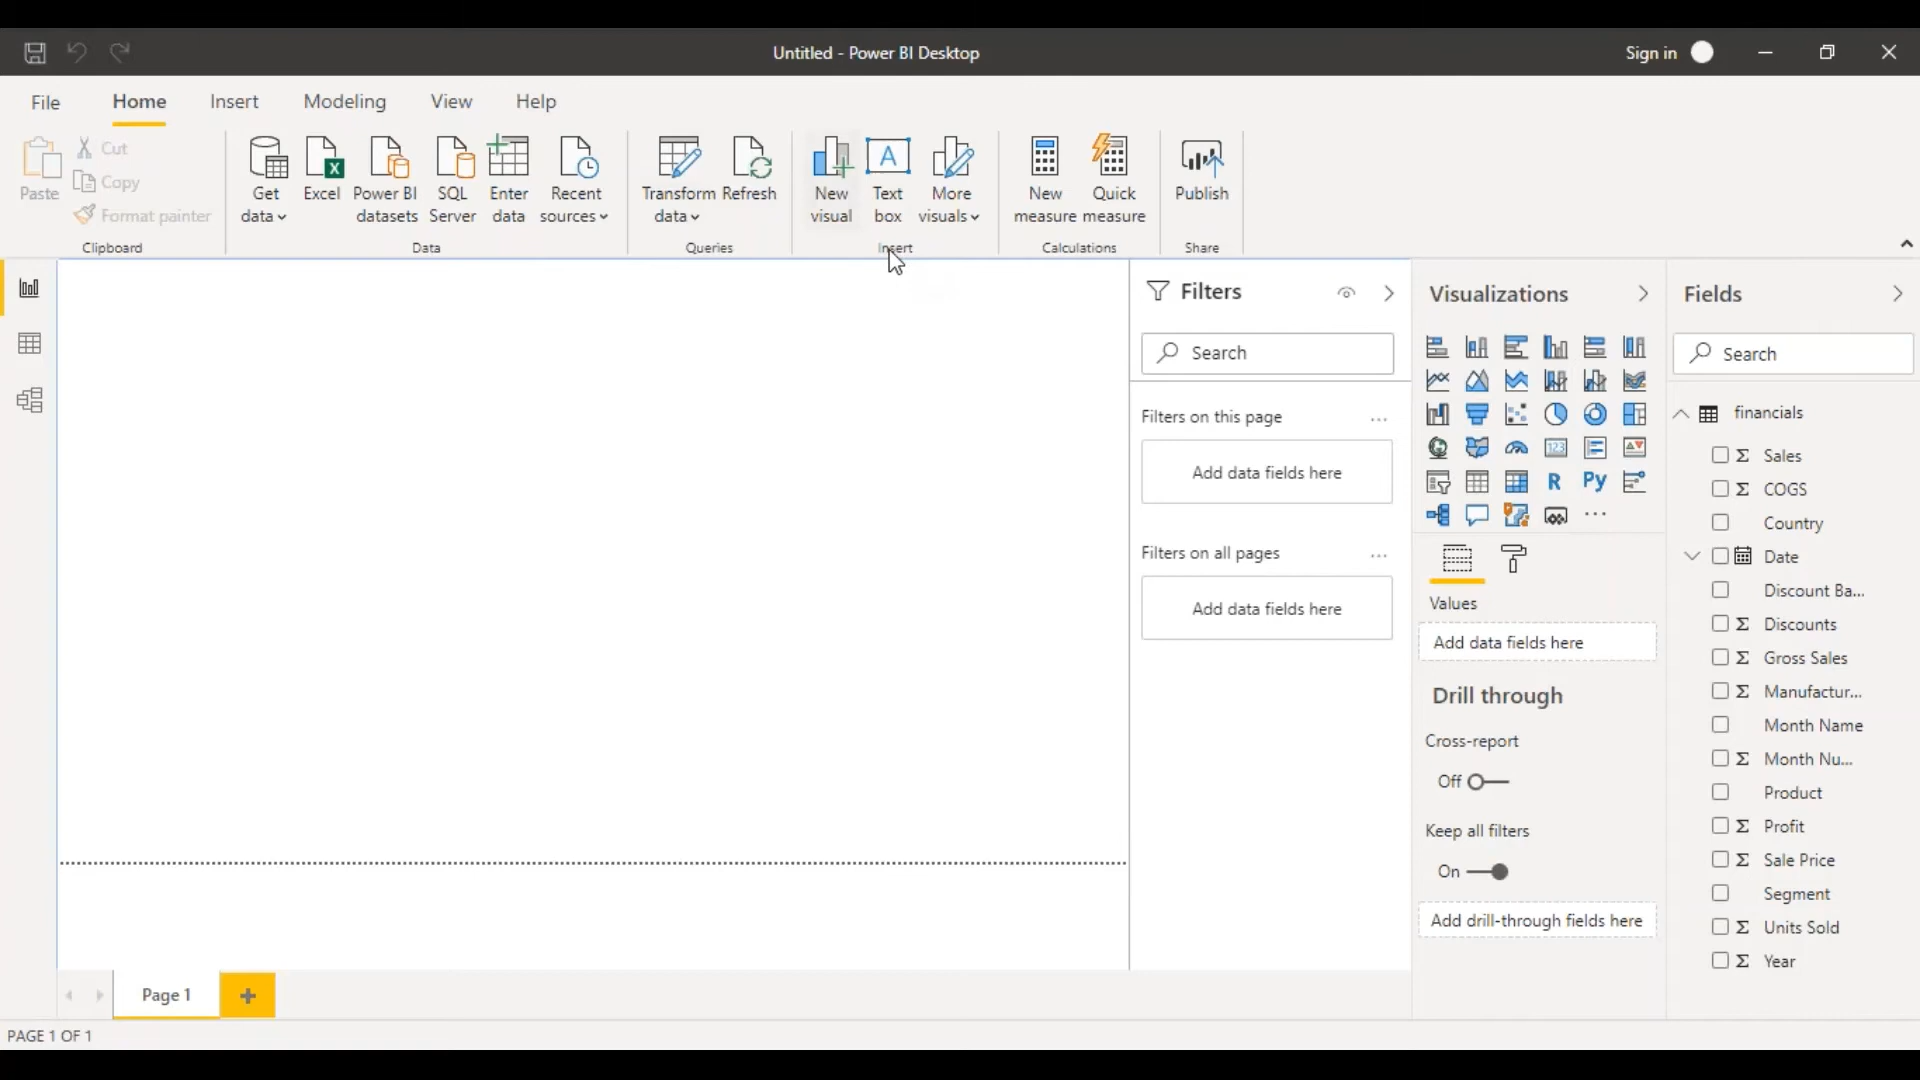 Untitled - Power BI Desktop
Sign in
File Home Insert Modeling View Help
Paste
Cut
Copy
Format painter
Clipboard
Get data
Excel
Power BI datasets
SQL Server
Enter data
Recent sources
Data
Transform data
Refresh
Queries
New visual
A
Text box
More visuals
Insert
New measure
Quick measure
Calculations
Publish
Share
Filters
Search
Filters on this page ...
Add data fields here
Filters on all pages ...
Add data fields here
Visualizations
123
R
Py
...
Values
Add data fields here
Drill through
Cross-report
Off
Keep all filters
On
Add drill-through fields here
Fields
Search
financials
Σ Sales
Σ COGS
Country
Date
Discount Ba...
Σ Discounts
Σ Gross Sales
Σ Manufactur...
Month Name
Σ Month Nu...
Product
Σ Profit
Σ Sale Price
Segment
Σ Units Sold
Σ Year
Page 1
PAGE 1 OF 1